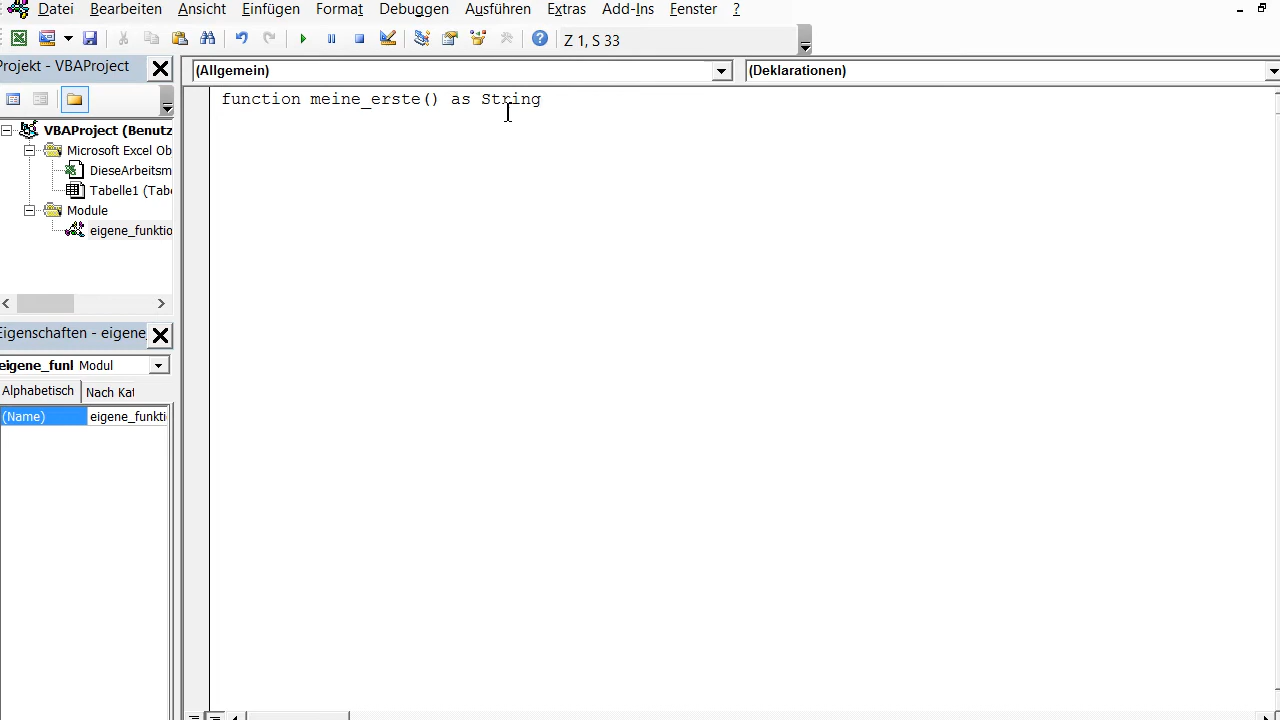 Datei Bearbeiten Ansicht Einfügen Format Debuggen Ausführen Extras Add-Ins Fenster ?
Z 1, S 33
Projekt - VBAProject
(Allgemein) (Deklarationen)
function meine_erste() as String
VBAProject (Benutz
Microsoft Excel Ob
DieseArbeitsm
Tabelle1 (Tabe
Module
eigene_funktio
Eigenschaften - eigene
eigene_funl Modul
Alphabetisch Nach Kat
(Name) eigene_funkti